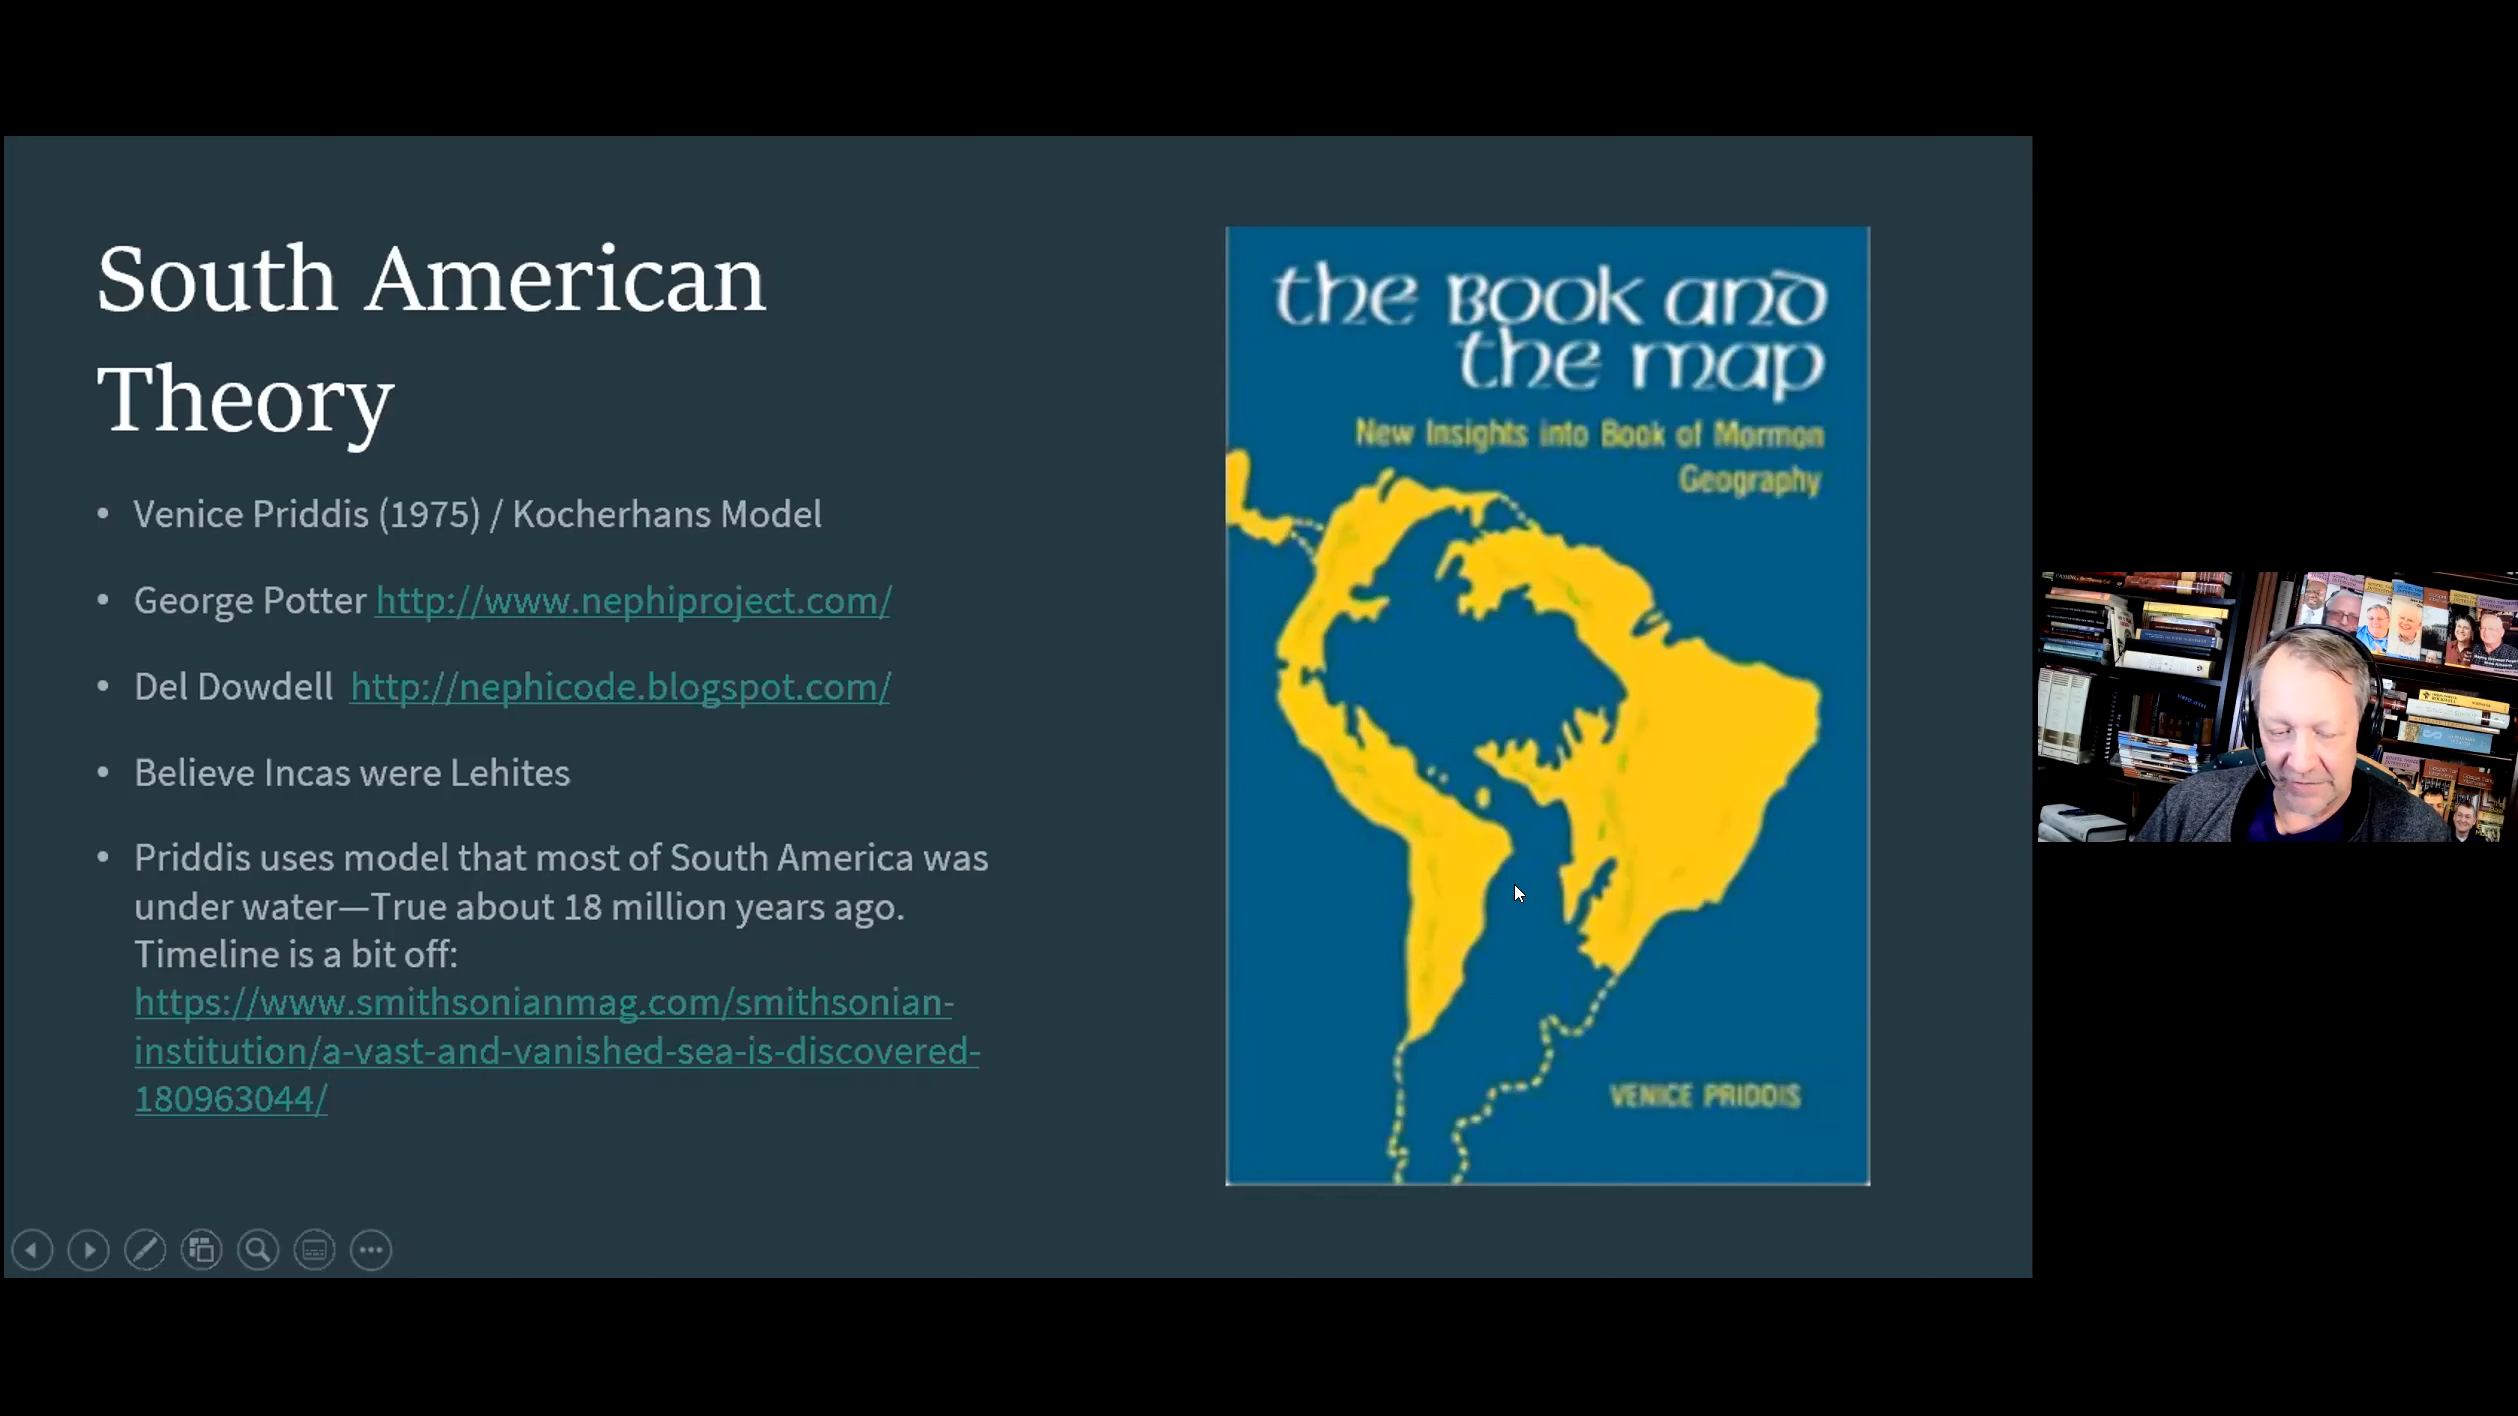 South American
Theory
• Venice Priddis (1975) / Kocherhans Model
• George Potter http://www.nephiproject.com/
• Del Dowdell http://nephicode.blogspot.com/
• Believe Incas were Lehites
• Priddis uses model that most of South America was
under water—True about 18 million years ago.
Timeline is a bit off:
https://www.smithsonianmag.com/smithsonian-
institution/a-vast-and-vanished-sea-is-discovered-
180963044/
the Book and
the map
New Insights into Book of Mormon
Geography
VENICE PRIDDIS